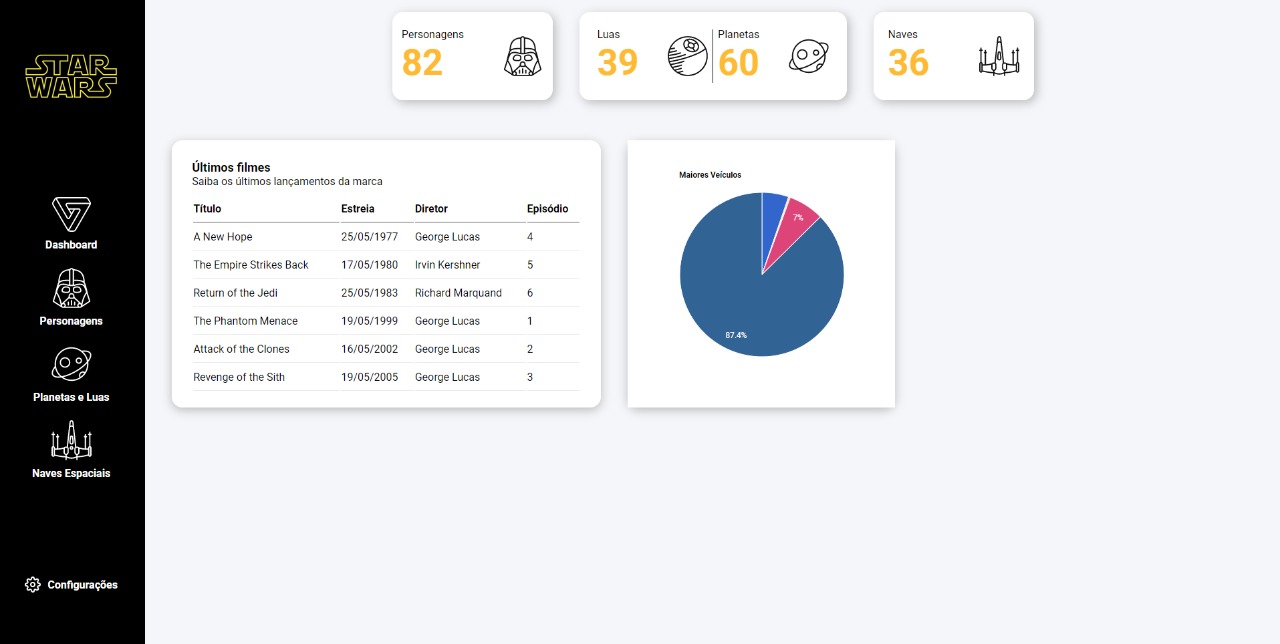 STAR
WARS
Dashboard
Personagens
Planetas e Luas
Naves Espaciais
Configurações
Personagens
82
Luas
39
Planetas
60
Naves
36
Últimos filmes
Saiba os últimos lançamentos da marca
Título Estreia Diretor Episódio
A New Hope 25/05/1977 George Lucas 4
The Empire Strikes Back 17/05/1980 Irvin Kershner 5
Return of the Jedi 25/05/1983 Richard Marquand 6
The Phantom Menace 19/05/1999 George Lucas 1
Attack of the Clones 16/05/2002 George Lucas 2
Revenge of the Sith 19/05/2005 George Lucas 3
Maiores Veículos
7%
87.4%